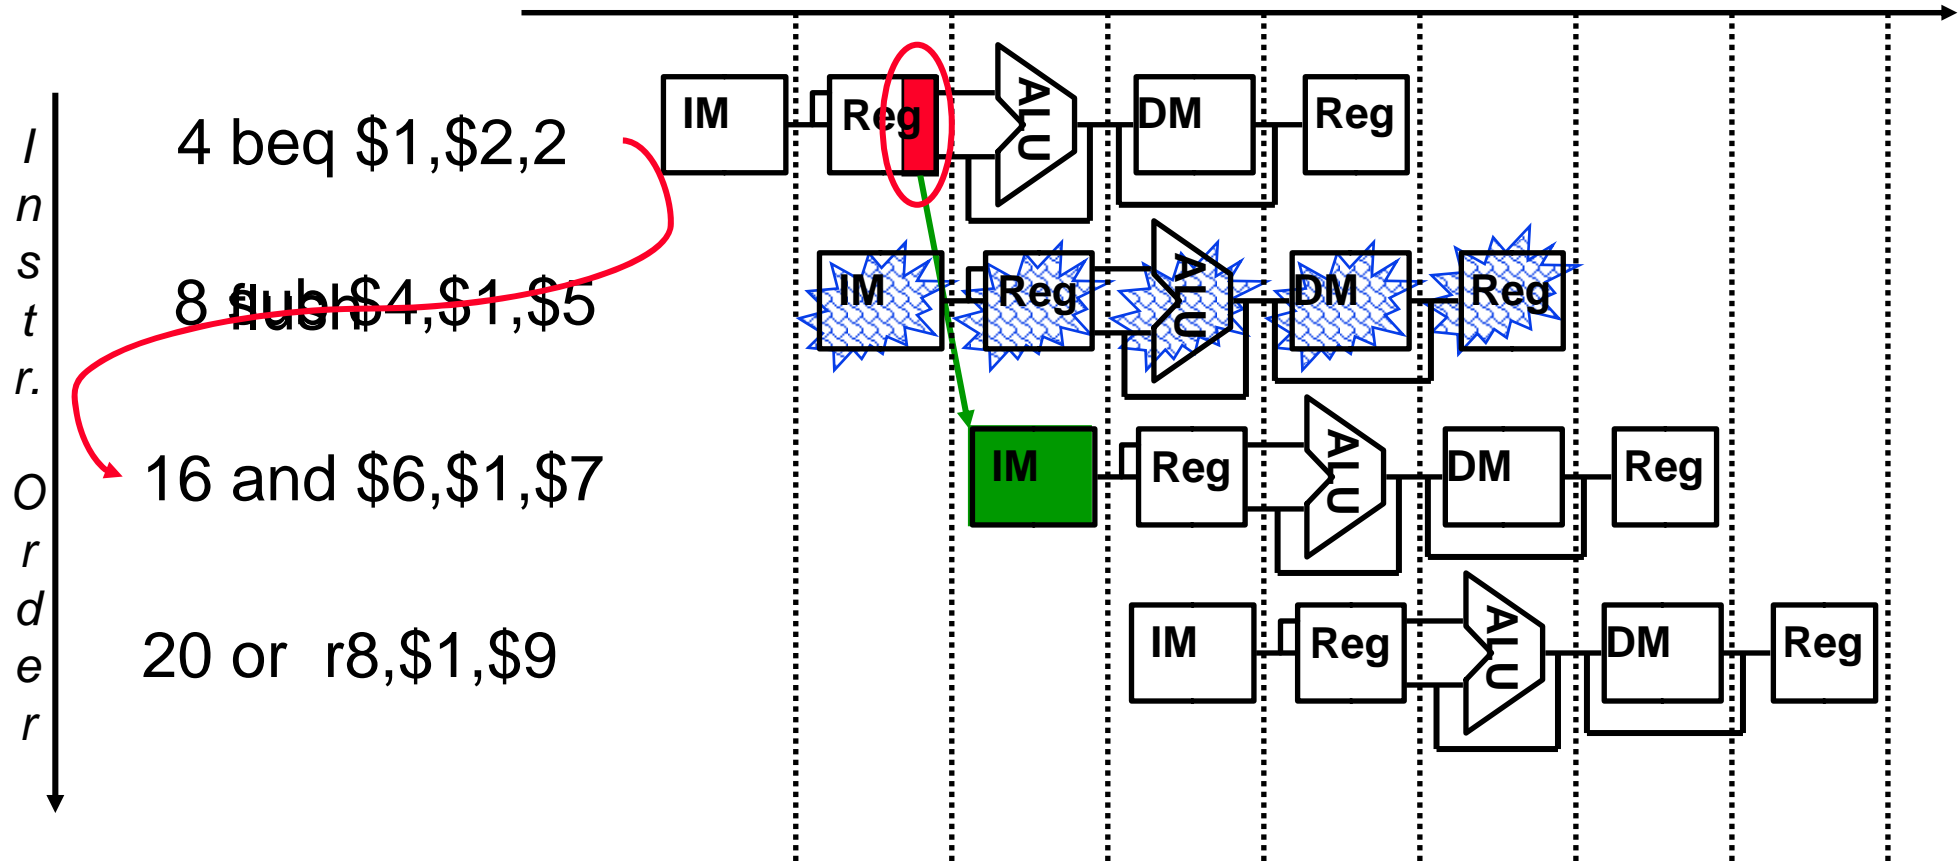 Instr. Order
IM Reg ALU DM Reg
4 beq $1,$2,2
IM Reg ALU DM Reg
8 sub $4,$1,$5
flush
IM Reg ALU DM Reg
16 and $6,$1,$7
IM Reg ALU DM Reg
20 or r8,$1,$9